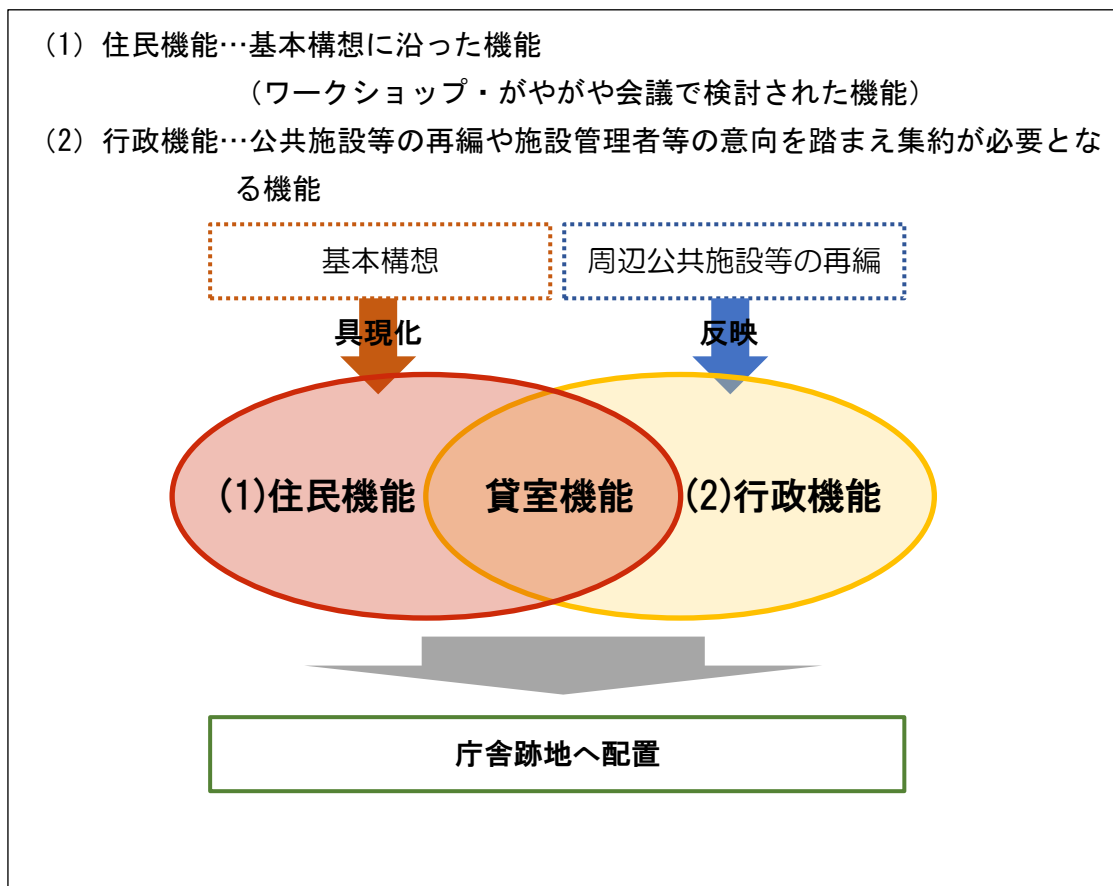 (1) 住民機能…基本構想に沿った機能
（ワークショップ・がやがや会議で検討された機能）
(2) 行政機能…公共施設等の再編や施設管理者等の意向を踏まえ集約が必要とな
る機能
基本構想
周辺公共施設等の再編
具現化
反映
(1)住民機能
貸室機能
(2)行政機能
庁舎跡地へ配置